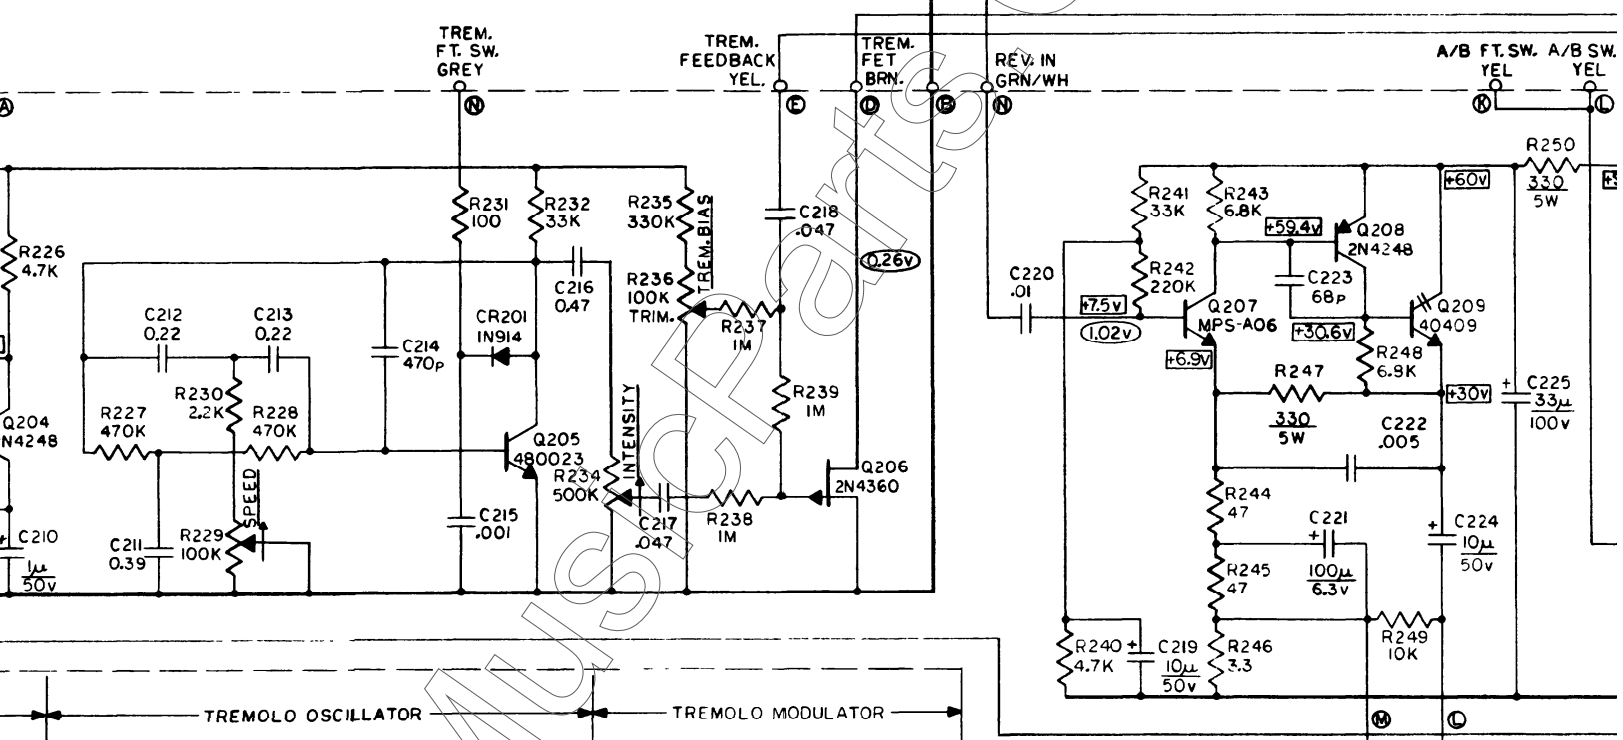 TREM.
FT. SW.
GREY
TREM.
FEEDBACK
YEL.
TREM.
FET
BRN.
REV. IN
GRN/WH
A/B FT. SW.
YEL
A/B SW.
YEL
A
N
E
D
B
N
K
L
R226
4.7K
R231
100
R232
33K
R235
330K
TREM. BIAS
C218
.047
0.26V
R236
100K
TRIM.
R237
1M
C216
0.47
C212
0.22
C213
0.22
CR201
1N914
C214
470p
R230
2.2K
R227
470K
R228
470K
R239
1M
Q204
N4248
Q205
480023
INTENSITY
R234
500K
Q206
2N4360
SPEED
C217
.047
R238
1M
C210
1µ
50V
C211
0.39
R229
100K
C215
.001
TREMOLO OSCILLATOR
TREMOLO MODULATOR
R250
330
5W
+60V
R241
33K
R243
6.8K
+59.4V
Q208
2N4248
C220
.01
R242
220K
C223
68p
+7.5V
1.02V
Q207
MPS-A06
Q209
40409
+30.6V
R248
6.8K
+6.9V
R247
330
5W
+30V
+
C225
33µ
100V
C222
.005
R244
47
C221
+
100µ
6.3V
+
C224
10µ
50V
R245
47
R249
10K
R240
4.7K
+
C219
10µ
50V
R246
3.3
M
L
MusicParts.